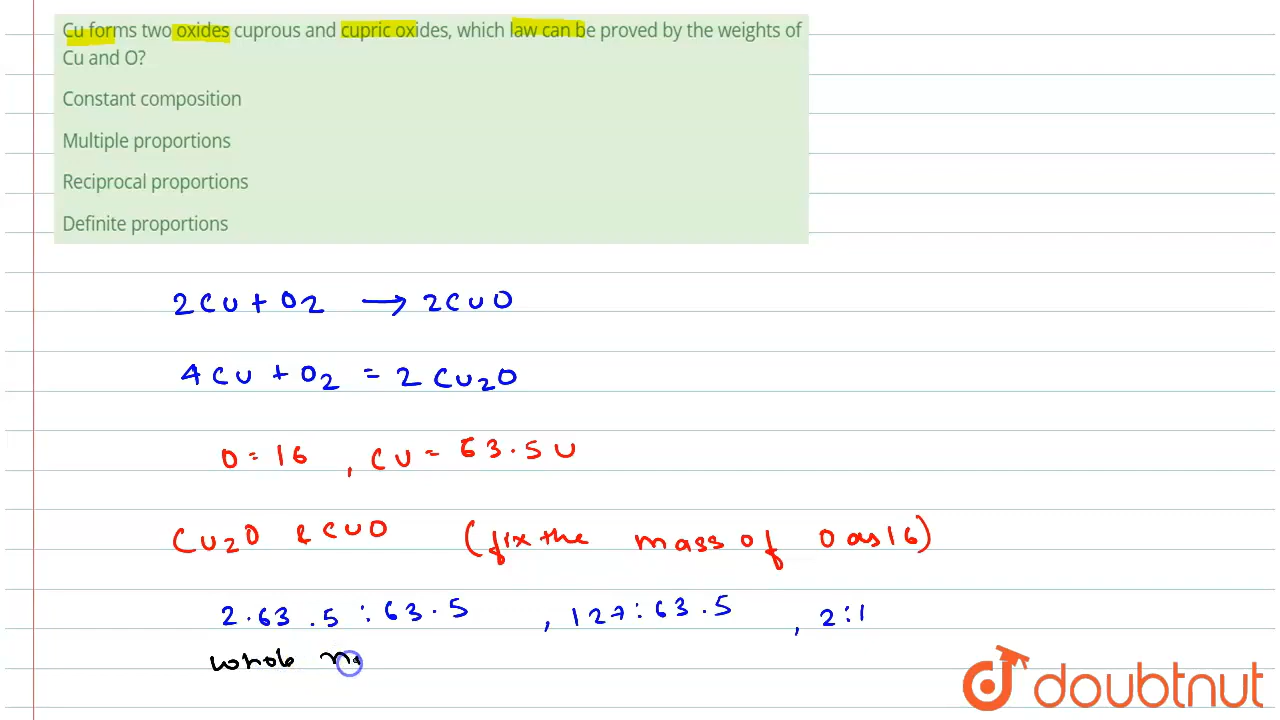 Cu forms two oxides cuprous and cupric oxides, which law can be proved by the weights of
Cu and O?
Constant composition
Multiple proportions
Reciprocal proportions
Definite proportions
2Cu + O2 → 2CuO
4Cu + O2 = 2Cu2O
O = 16 , Cu = 63.5 U
Cu2O & CuO (fix the mass of O as 16)
2.63.5 : 63.5 , 127 : 63.5 , 2 : 1
whole
doubtnut